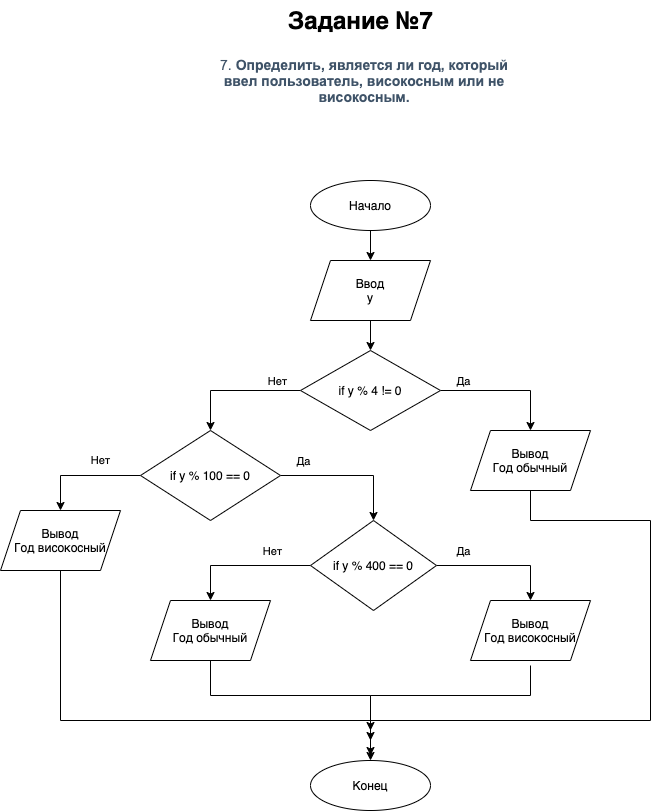 Задание №7
7. Определить, является ли год, который
ввел пользователь, високосным или не
високосным.
Начало
Ввод
y
Нет
if y % 4 != 0
Да
Нет
if y % 100 == 0
Да
Вывод
Год обычный
Вывод
Год високосный
Нет
if y % 400 == 0
Да
Вывод
Год обычный
Вывод
Год високосный
Конец